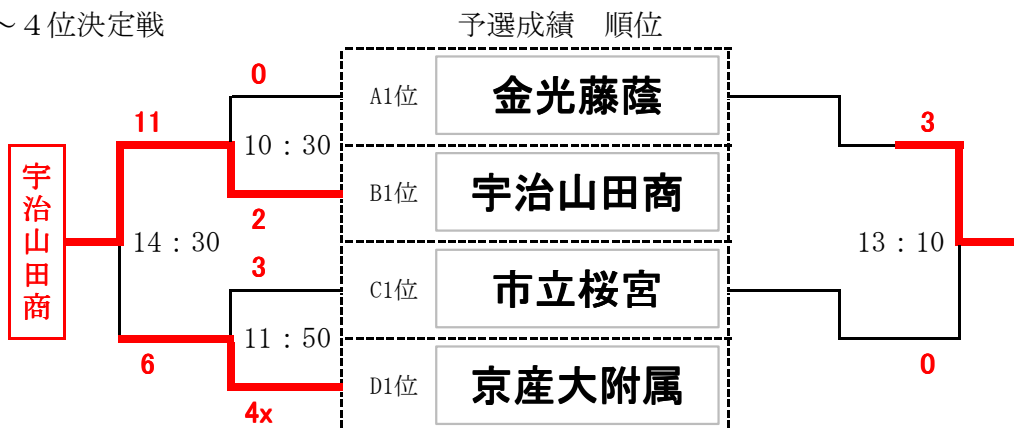 ～４位決定戦
予選成績　順位
0
A1位
金光藤蔭
11
10：30
3
宇治山田商
B1位
宇治山田商
2
14：30
13：10
3
C1位
市立桜宮
11：50
6
D1位
京産大附属
0
4x